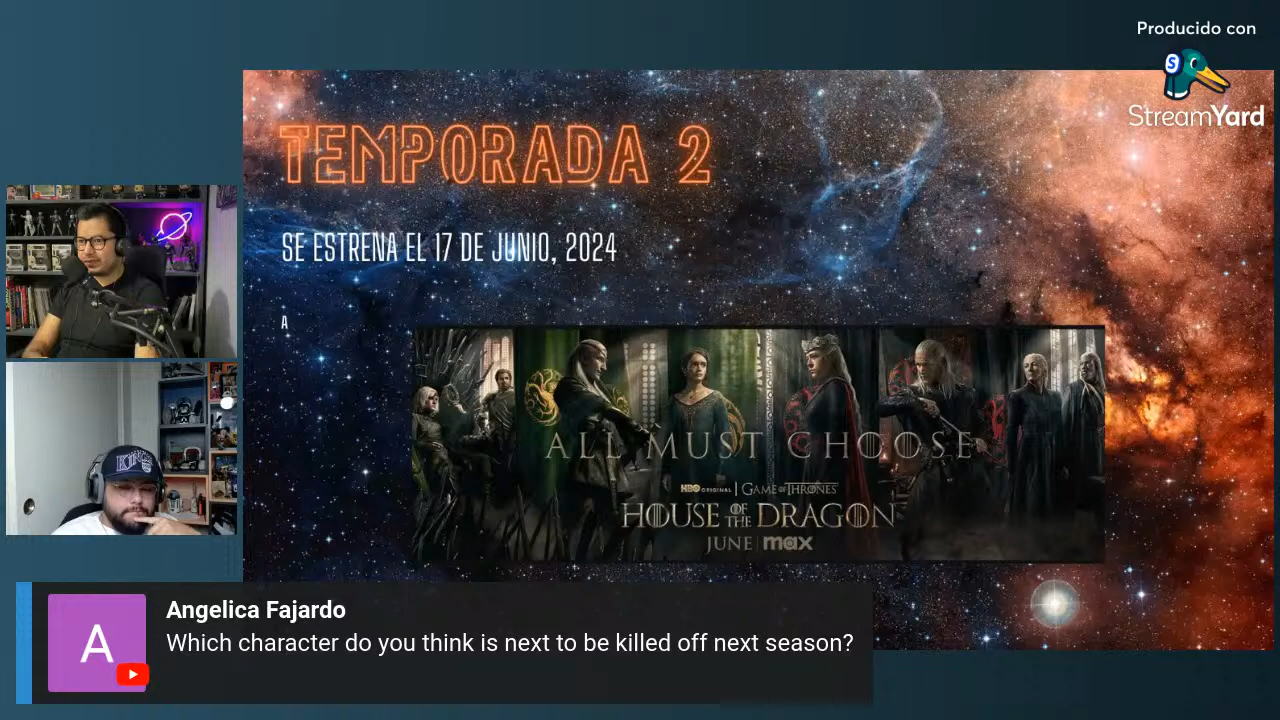 Producido con
StreamYard
TEMPORADA 2
SE ESTRENA EL 17 DE JUNIO, 2024
A
ALL MUST CHOOSE
HBO ORIGINAL | GAME OF THRONES
HOUSE OF THE DRAGON
JUNE | max
KINGS
A
Angelica Fajardo
Which character do you think is next to be killed off next season?